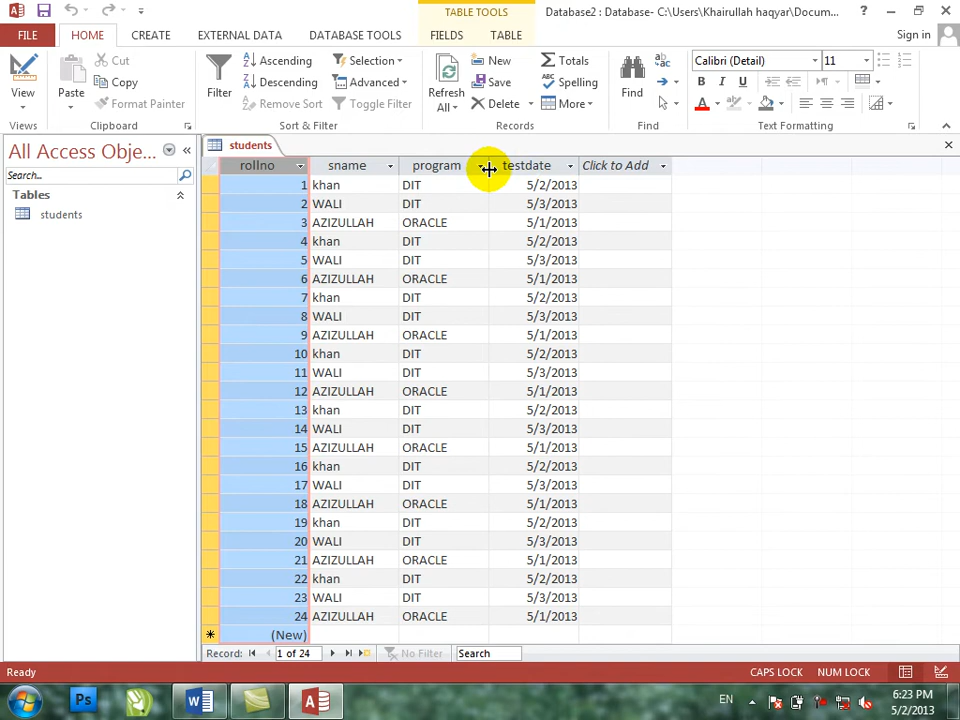 TABLE TOOLS
Database2 : Database- C:\Users\Khairullah haqyar\Docum...
FILE HOME CREATE EXTERNAL DATA DATABASE TOOLS FIELDS TABLE Sign in
View Paste Cut Copy Format Painter
Filter Ascending Descending Remove Sort Selection Advanced Toggle Filter
Refresh All New Save Delete Totals Spelling More
Find Calibri (Detail) 11
B I U A
Views Clipboard Sort & Filter Records Find Text Formatting
All Access Obje...
Search...
Tables
students
students
rollno sname program testdate Click to Add
1 khan DIT 5/2/2013
2 WALI DIT 5/3/2013
3 AZIZULLAH ORACLE 5/1/2013
4 khan DIT 5/2/2013
5 WALI DIT 5/3/2013
6 AZIZULLAH ORACLE 5/1/2013
7 khan DIT 5/2/2013
8 WALI DIT 5/3/2013
9 AZIZULLAH ORACLE 5/1/2013
10 khan DIT 5/2/2013
11 WALI DIT 5/3/2013
12 AZIZULLAH ORACLE 5/1/2013
13 khan DIT 5/2/2013
14 WALI DIT 5/3/2013
15 AZIZULLAH ORACLE 5/1/2013
16 khan DIT 5/2/2013
17 WALI DIT 5/3/2013
18 AZIZULLAH ORACLE 5/1/2013
19 khan DIT 5/2/2013
20 WALI DIT 5/3/2013
21 AZIZULLAH ORACLE 5/1/2013
22 khan DIT 5/2/2013
23 WALI DIT 5/3/2013
24 AZIZULLAH ORACLE 5/1/2013
(New)
Record: 1 of 24 No Filter Search
Ready CAPS LOCK NUM LOCK
Ps EN 6:23 PM
5/2/2013